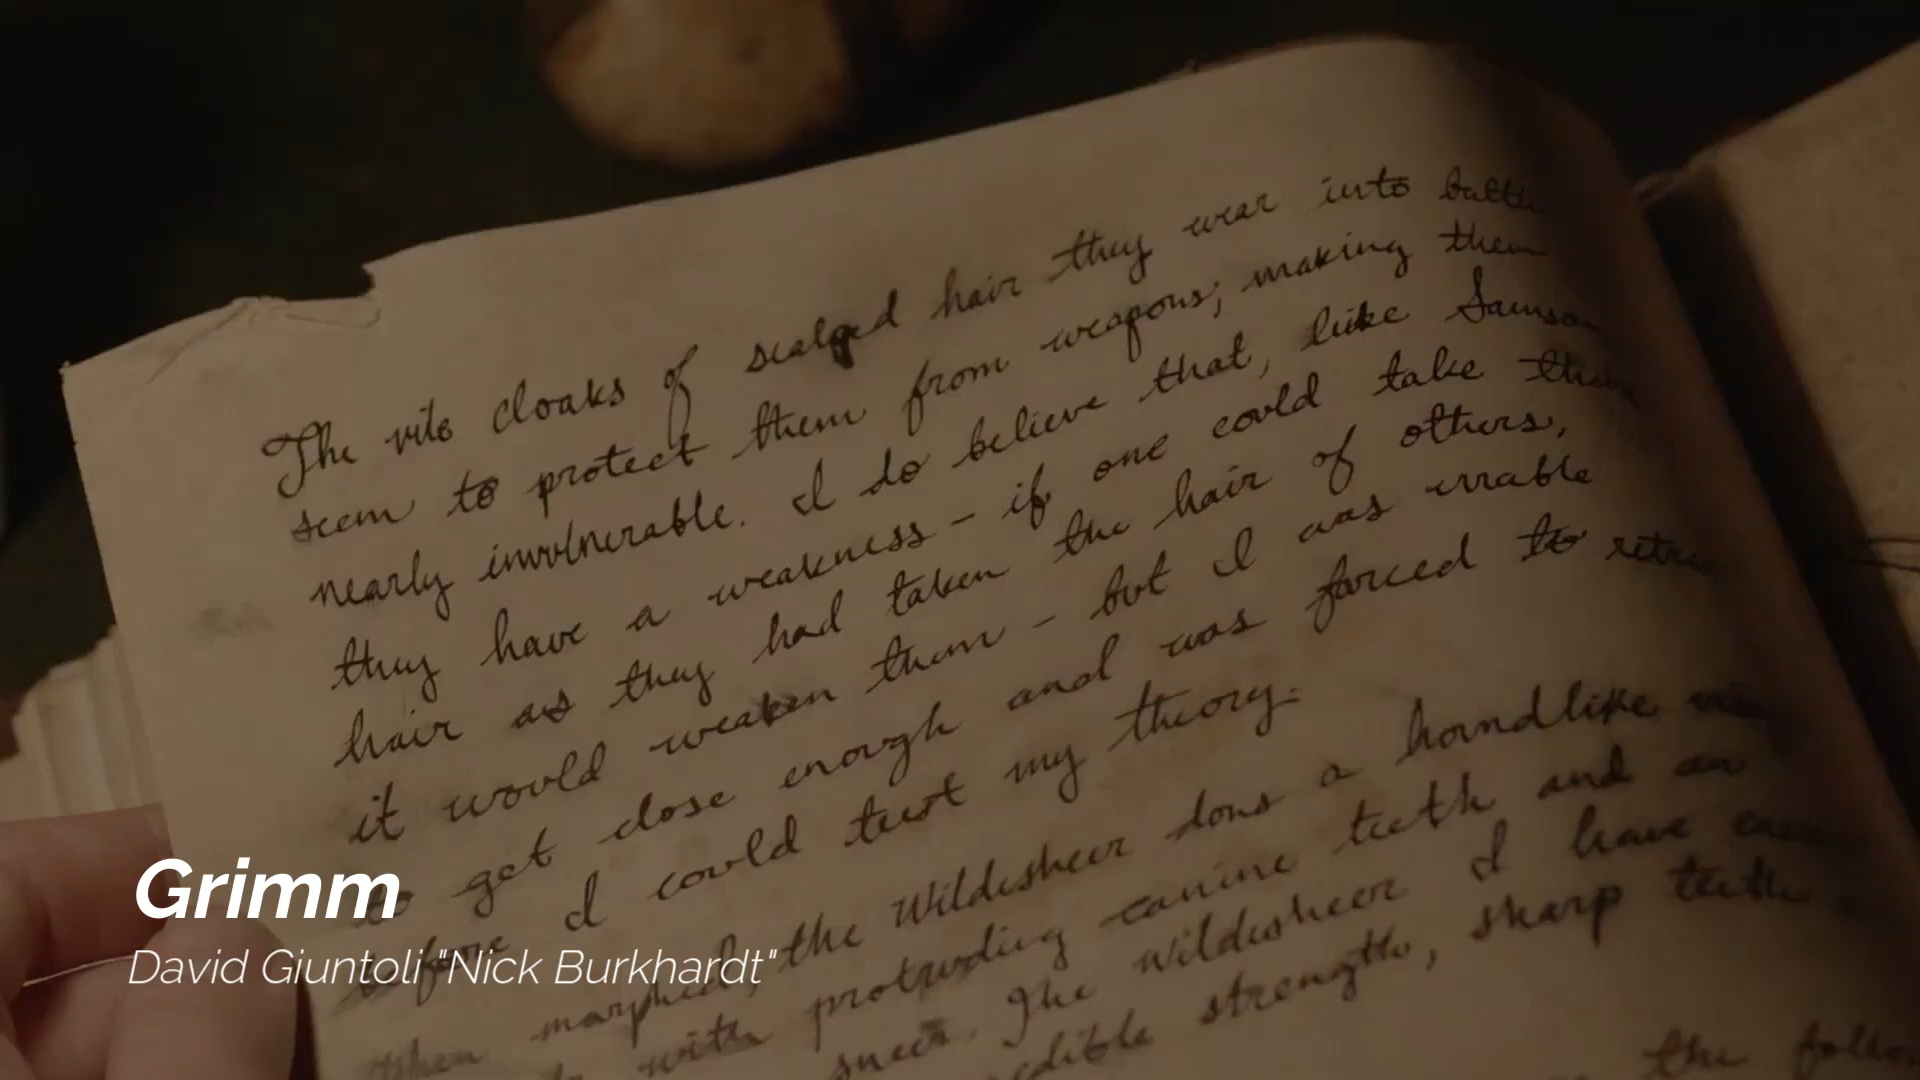 The vile cloaks of scalped hair they wear into battle
seem to protect them from weapons, making them
nearly invulnerable. I do believe that, like Samson
they have a weakness - if one could take their
hair as they had taken the hair of others,
it would weaken them - but I was unable
to get close enough and was forced to
before I could test my theory.
When morphed, the Wildesheer dons a houndlike
with protruding canine teeth and an
sneer. The Wildesheer I have
strength, sharp teeth
the
Grimm
David Giuntoli "Nick Burkhardt"